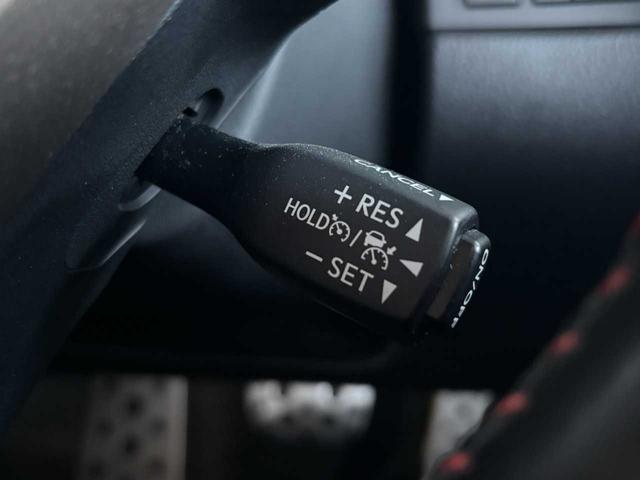 CANCEL
+ RES
HOLD /
- SET
ON/OFF